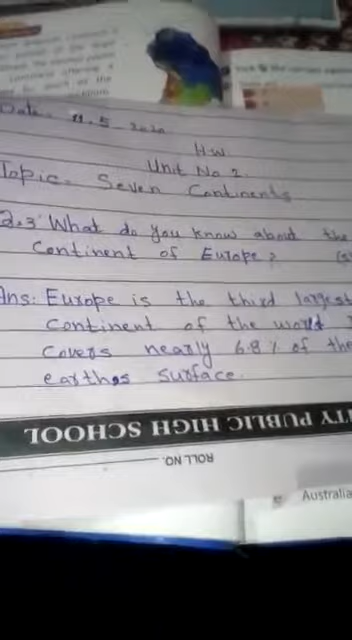 Date. 11.5.2020
H.W
Unit No 2.
Topic. Seven Continents
Q.3 What do you know about the
Continent of Europe?
Ans: Europe is the third largest
Continent of the world
Covers nearly 6.8% of the
earthas surface.
TY PUBLIC HIGH SCHOOL
ROLL NO.
Australia